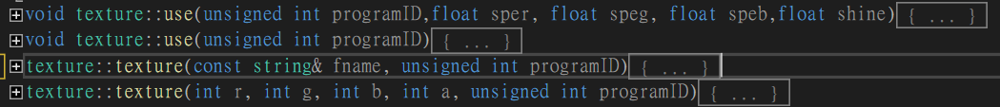 void texture::use(unsigned int programID,float sper, float speg, float speb,float shine){ ... }
void texture::use(unsigned int programID){ ... }
texture::texture(const string& fname, unsigned int programID){ ... }
texture::texture(int r, int g, int b, int a, unsigned int programID){ ... }